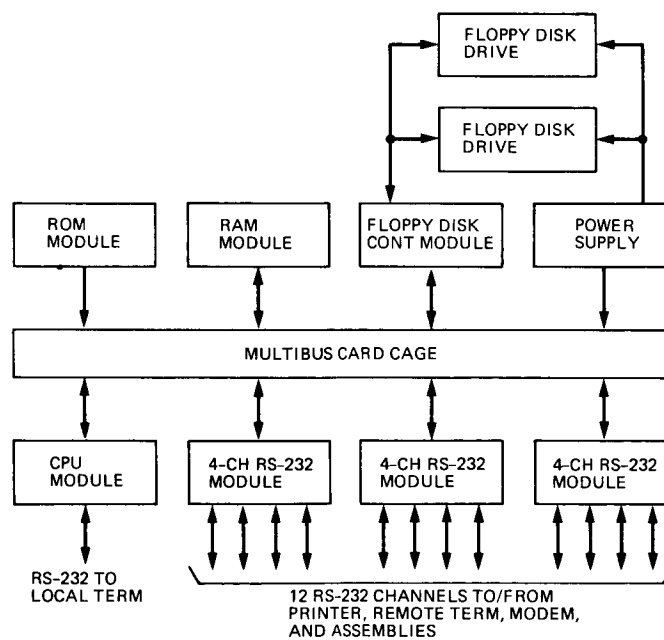 FLOPPY DISK
DRIVE
FLOPPY DISK
DRIVE
ROM
MODULE
RAM
MODULE
FLOPPY DISK
CONT MODULE
POWER
SUPPLY
MULTIBUS CARD CAGE
CPU
MODULE
4-CH RS-232
MODULE
4-CH RS-232
MODULE
4-CH RS-232
MODULE
RS-232 TO
LOCAL TERM
12 RS-232 CHANNELS TO/FROM
PRINTER, REMOTE TERM, MODEM,
AND ASSEMBLIES